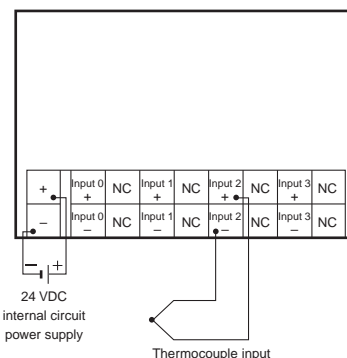 + Input 0 + NC Input 1 + NC Input 2 + NC Input 3 + NC
– Input 0 – NC Input 1 – NC Input 2 – NC Input 3 – NC
– +
24 VDC
internal circuit
power supply
Thermocouple input